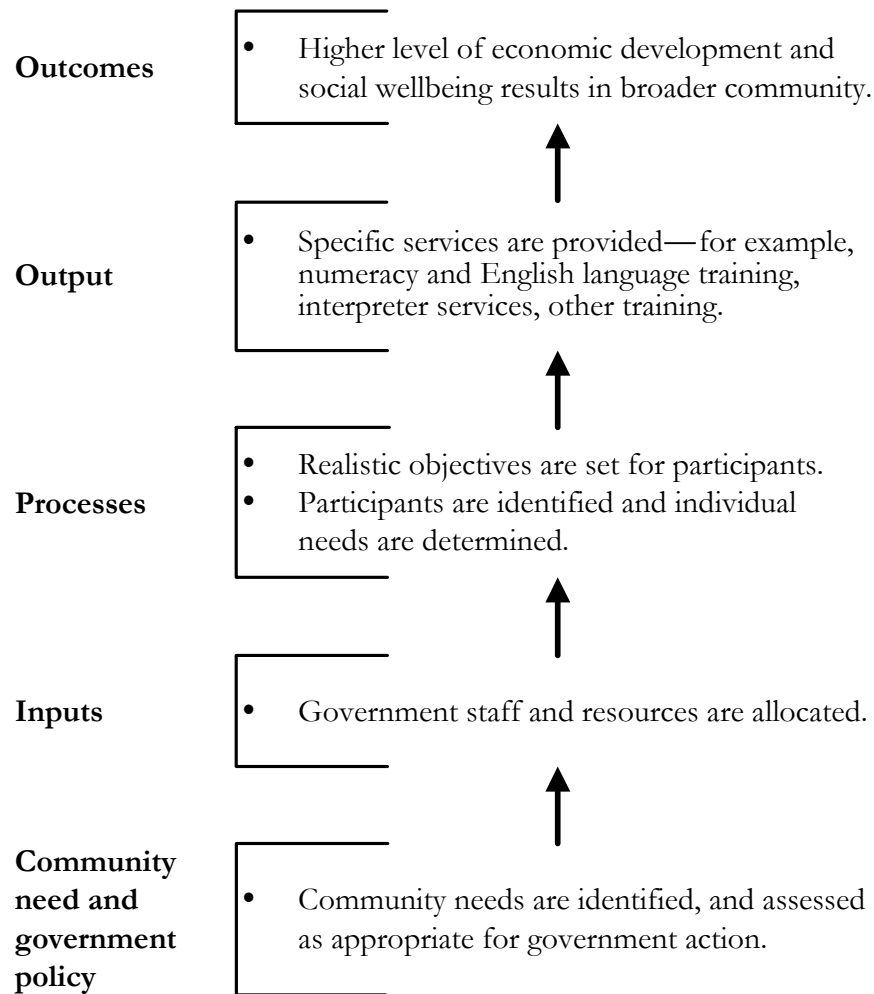 Outcomes
• Higher level of economic development and
social wellbeing results in broader community.
Output
• Specific services are provided—for example,
numeracy and English language training,
interpreter services, other training.
Processes
• Realistic objectives are set for participants.
• Participants are identified and individual
needs are determined.
Inputs
• Government staff and resources are allocated.
Community
need and
government
policy
• Community needs are identified, and assessed
as appropriate for government action.